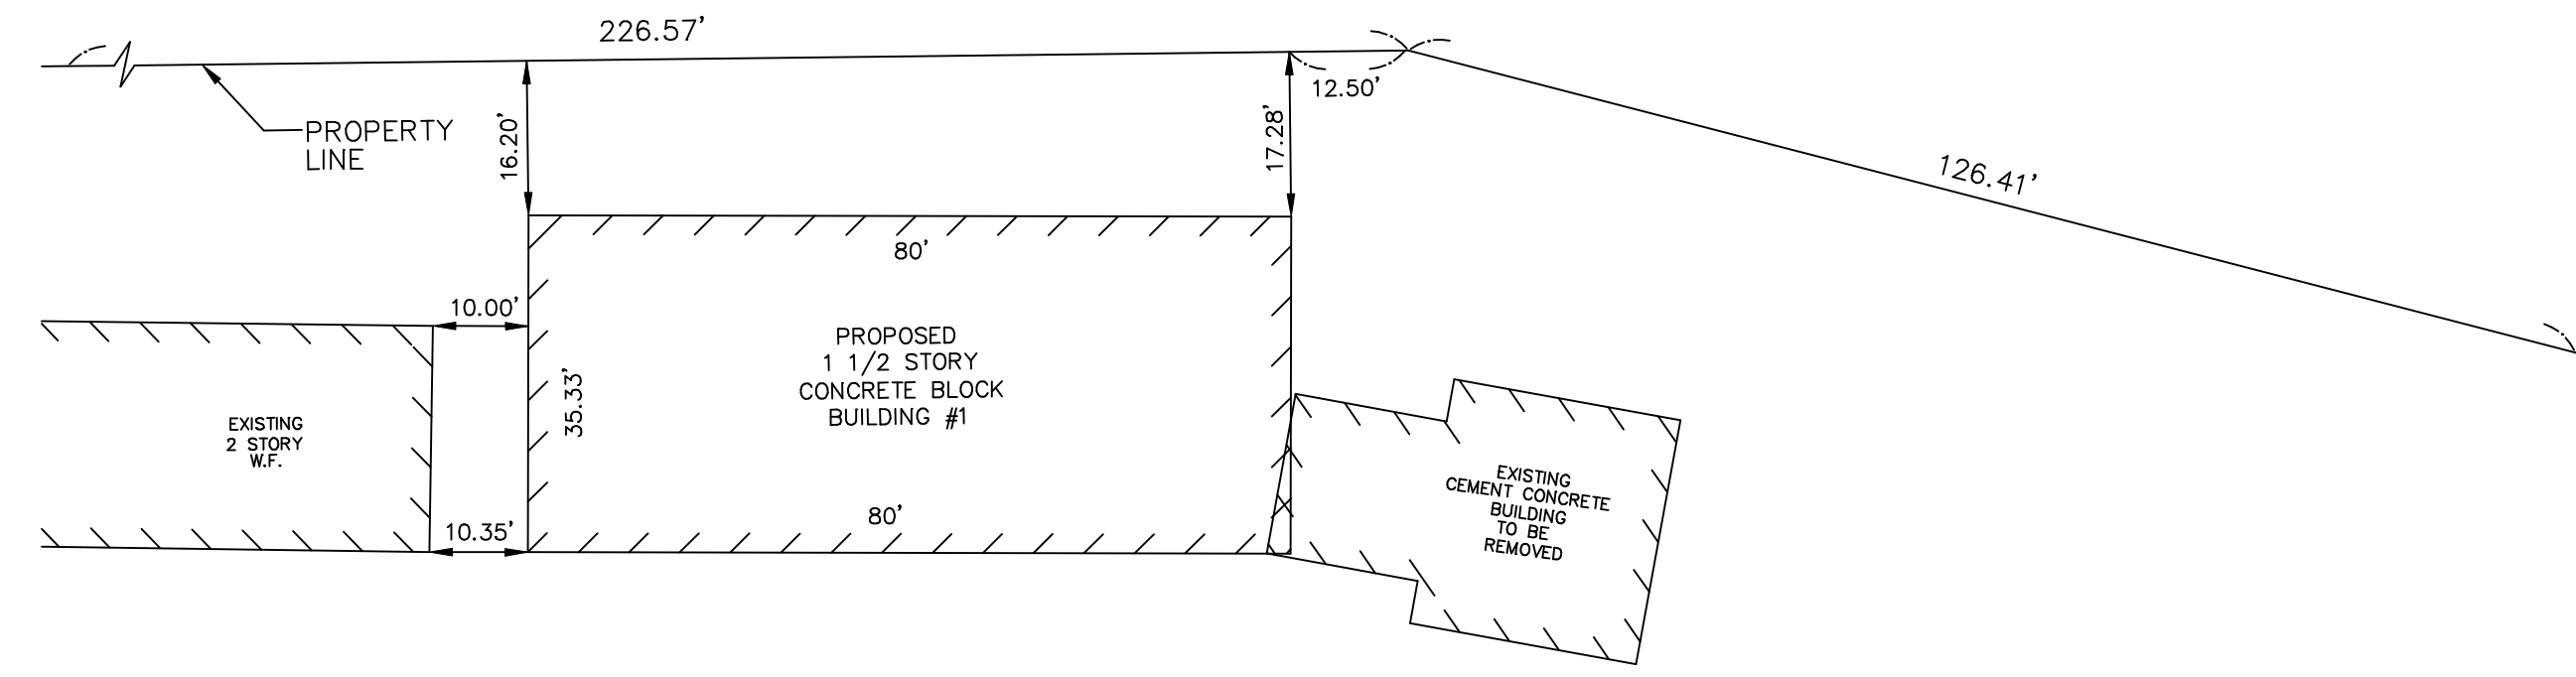 226.57'
12.50'
PROPERTY
LINE
16.20'
17.28'
126.41'
80'
10.00'
PROPOSED
1 1/2 STORY
CONCRETE BLOCK
BUILDING #1
35.33'
EXISTING
2 STORY
W.F.
EXISTING
CEMENT CONCRETE
BUILDING
TO BE
REMOVED
80'
10.35'